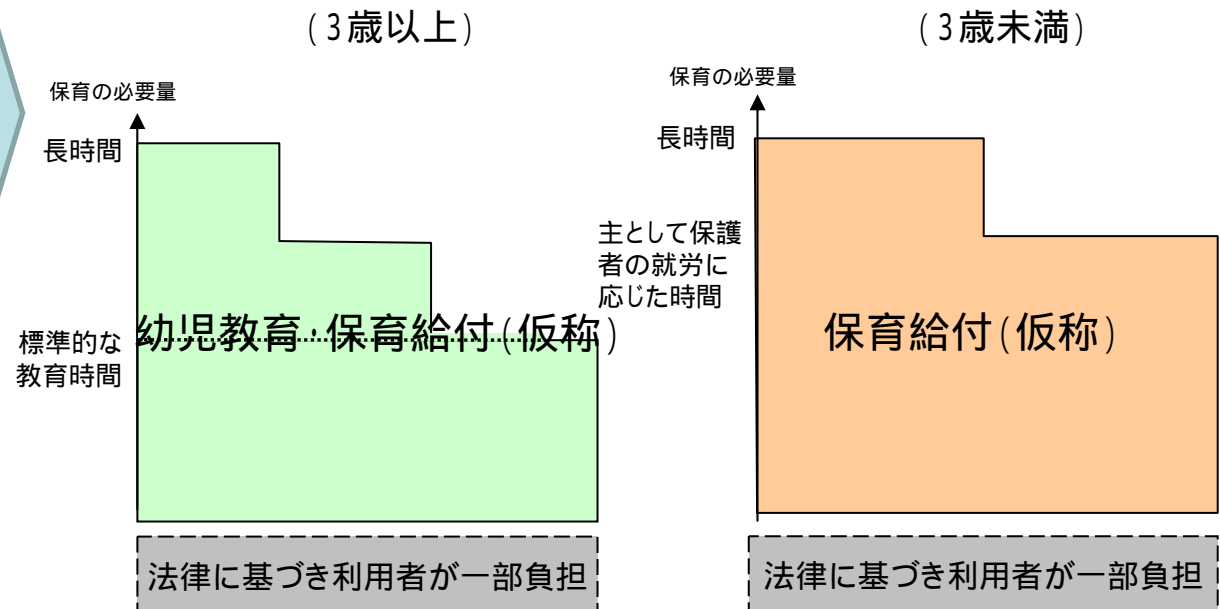 (3歳以上)
保育の必要量
長時間
標準的な
教育時間
幼児教育・保育給付(仮称)
法律に基づき利用者が一部負担
(3歳未満)
保育の必要量
長時間
主として保護
者の就労に
応じた時間
保育給付(仮称)
法律に基づき利用者が一部負担